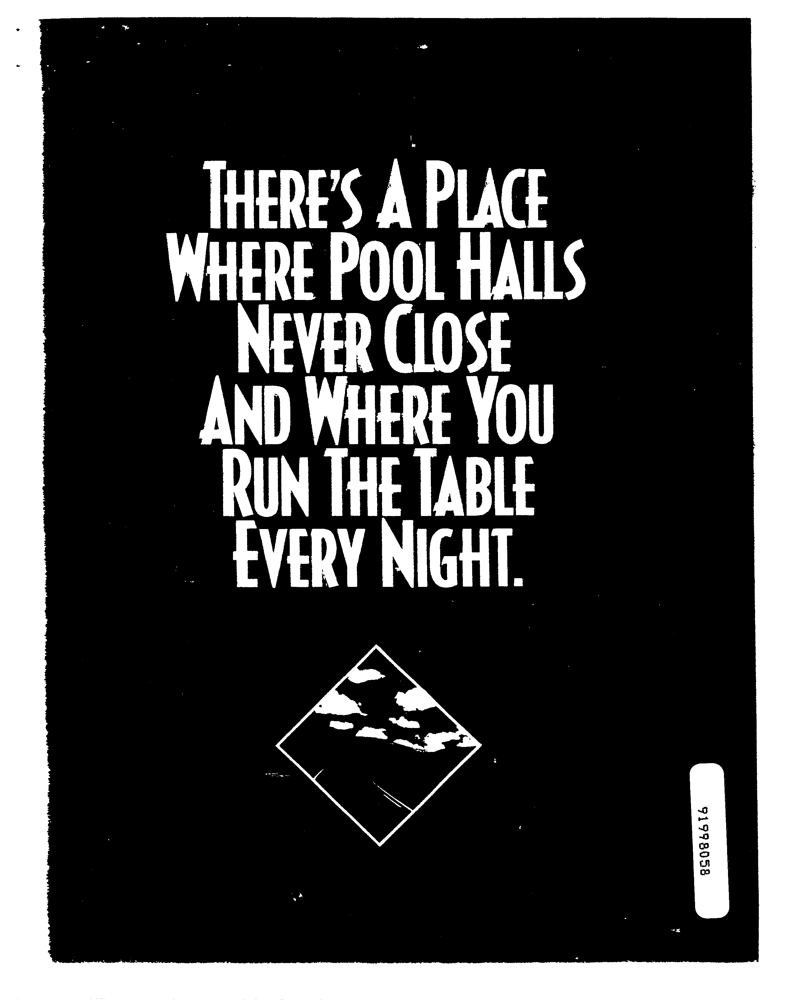 THERE'S A PLACE
WHERE POOL HALLS
NEVER CLOSE
AND WHERE YOU
RUN THE TABLE
EVERY NIGHT.
91998058